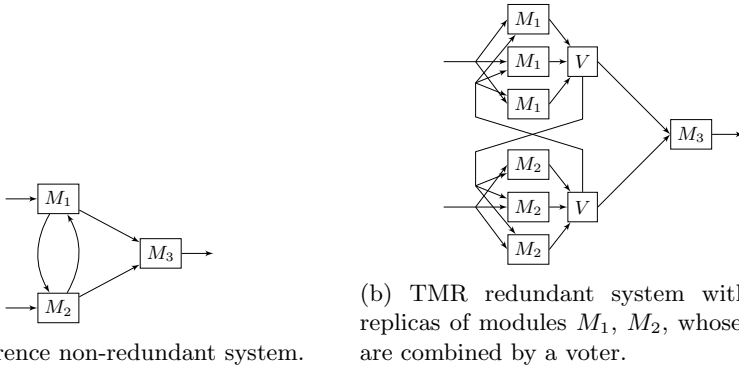 M₁
M₁
V
M₁
M₃
M₂
M₂
V
M₂
M₁
M₃
M₂
rence non-redundant system.
(b) TMR redundant system with
replicas of modules M₁, M₂, whose
are combined by a voter.